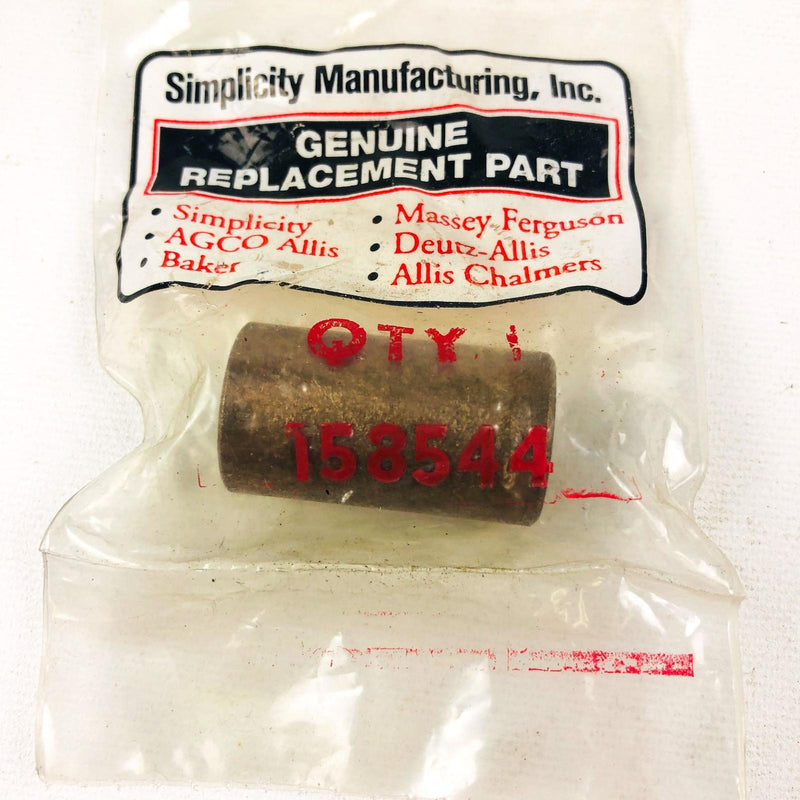 Simplicity Manufacturing, Inc.
GENUINE
REPLACEMENT PART
• Simplicity
• AGCO Allis
• Baker
• Massey Ferguson
• Deutz-Allis
• Allis Chalmers
QTY 1
158544